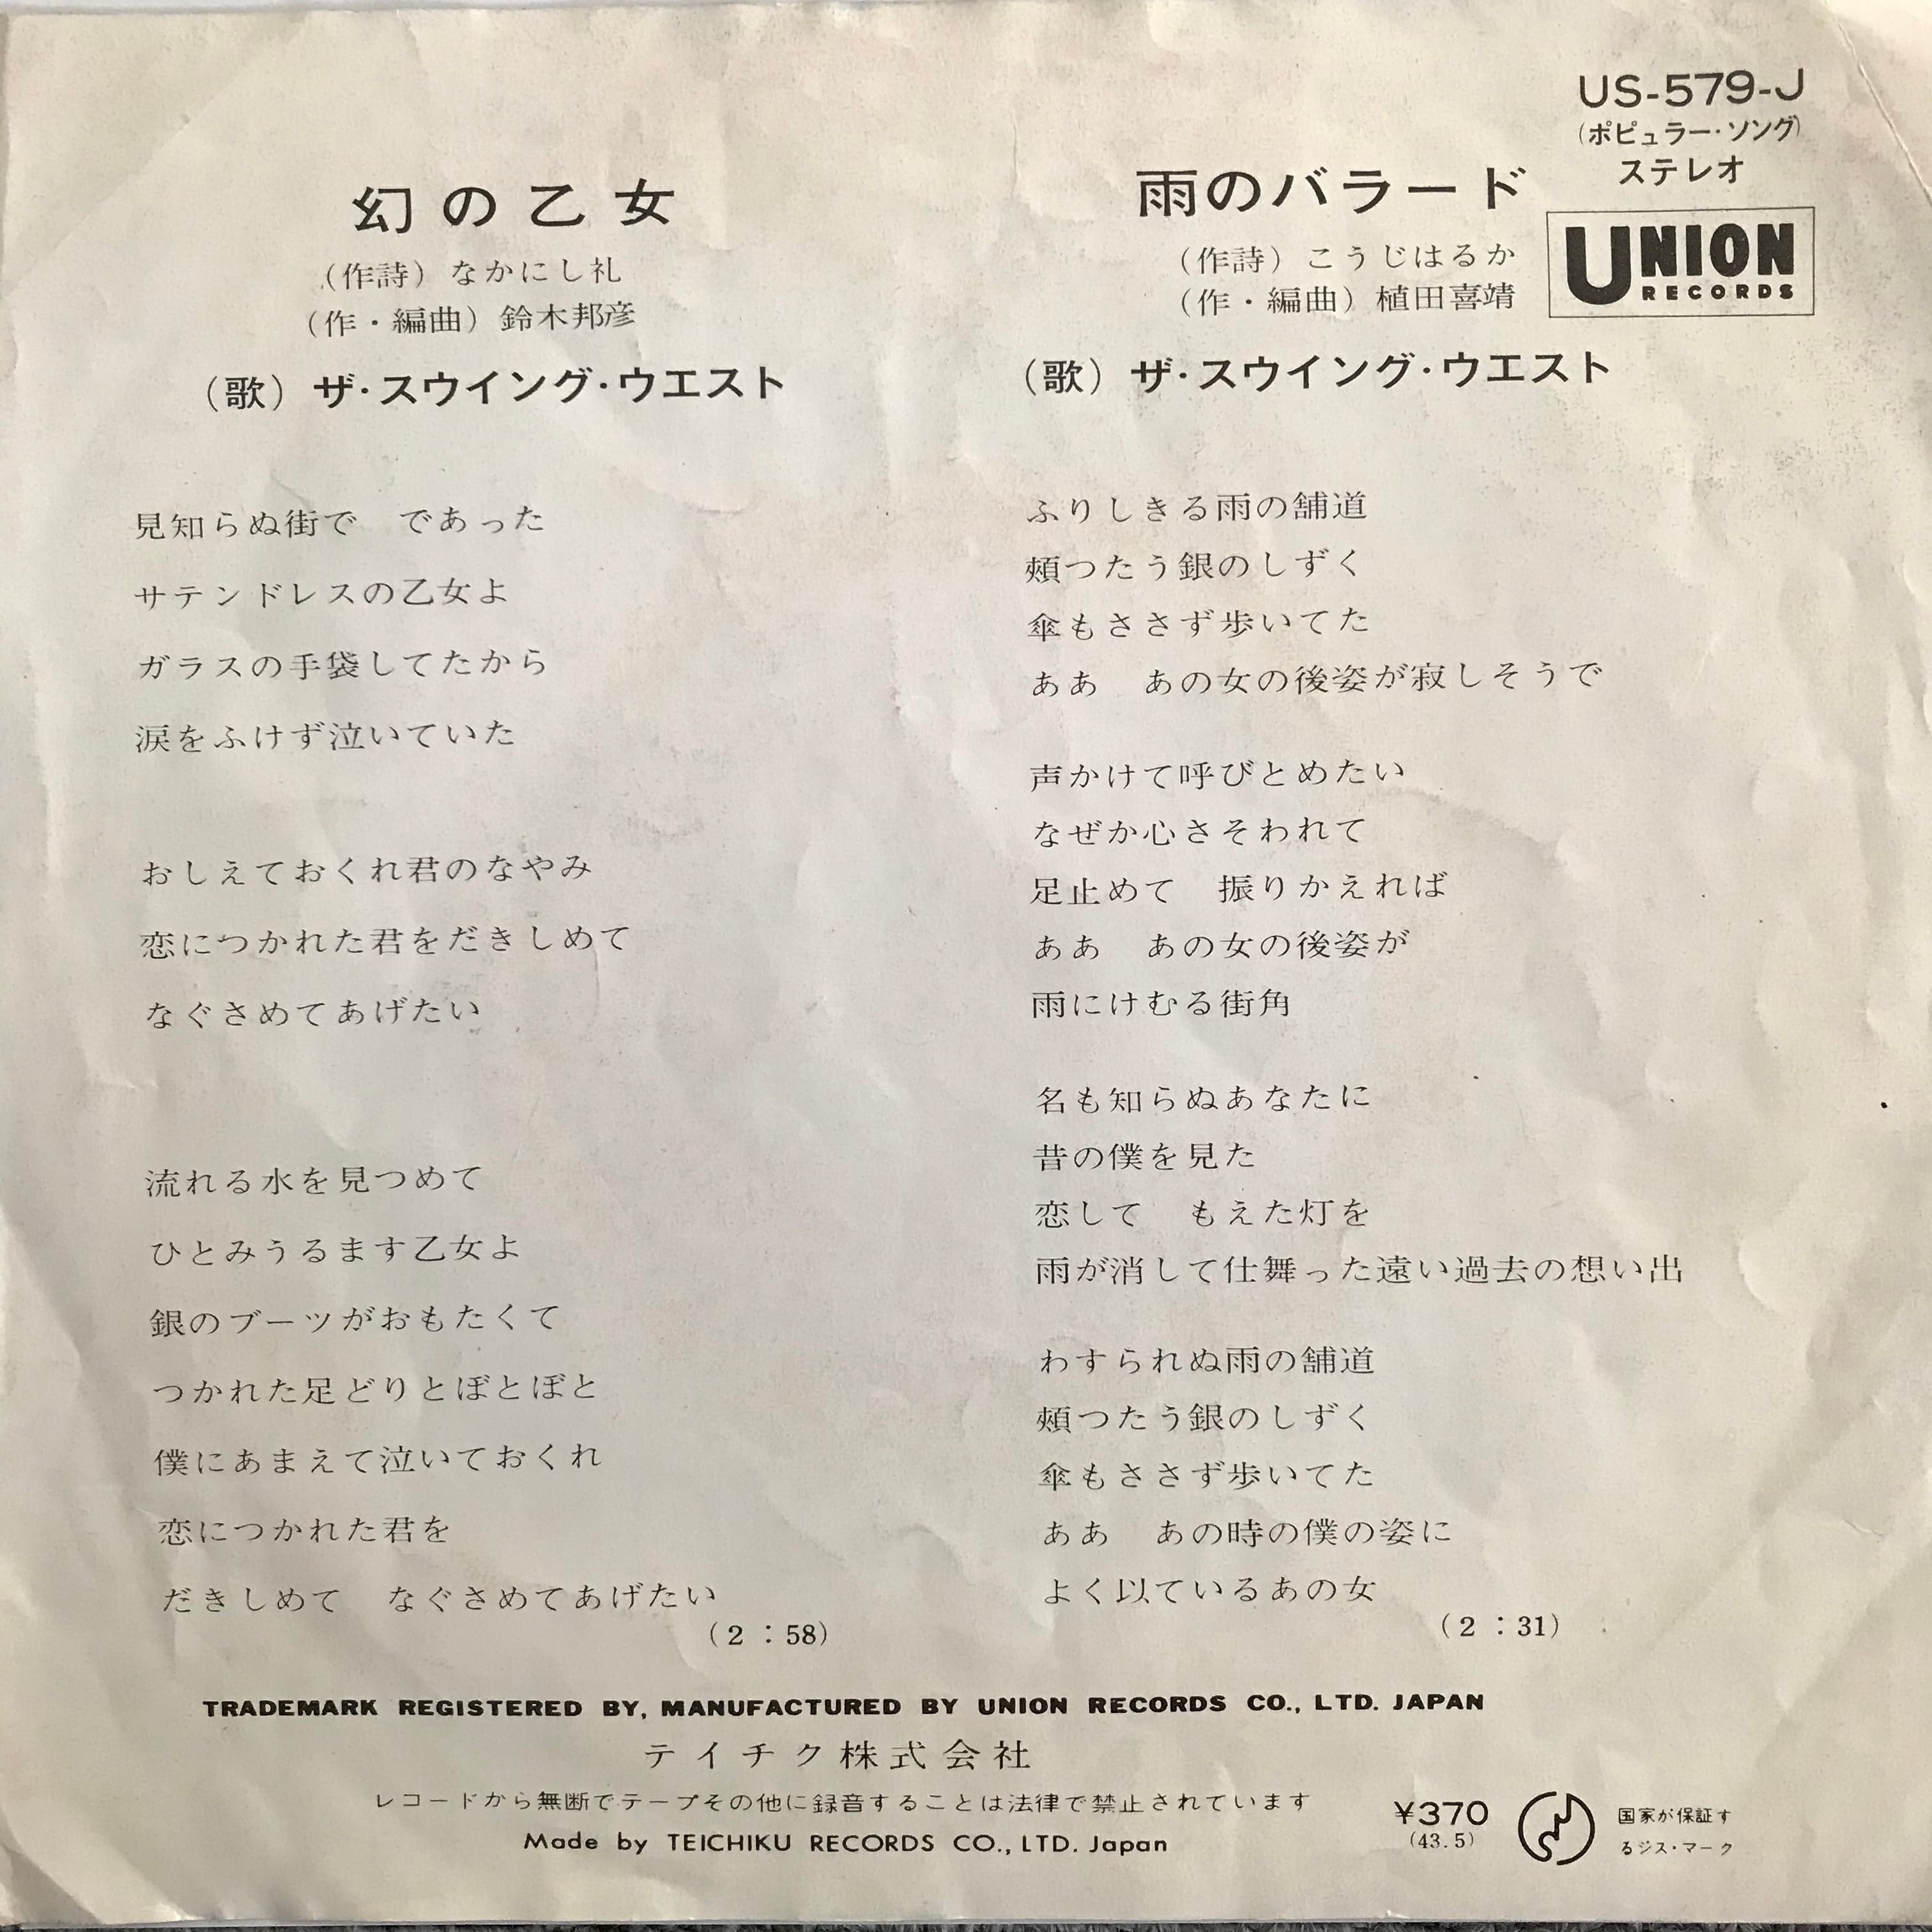 US-579-J
(ポピュラー・ソング)
ステレオ
UNION
RECORDS
幻の乙女
(作詩)なかにし礼
(作・編曲)鈴木邦彦
(歌)ザ・スウイング・ウエスト
見知らぬ街で　であった
サテンドレスの乙女よ
ガラスの手袋してたから
涙をふけず泣いていた
おしえておくれ君のなやみ
恋につかれた君をだきしめて
なぐさめてあげたい
流れる水を見つめて
ひとみうるます乙女よ
銀のブーツがおもたくて
つかれた足どりとぼとぼと
僕にあまえて泣いておくれ
恋につかれた君を
だきしめて　なぐさめてあげたい
(2：58)
雨のバラード
(作詩)こうじはるか
(作・編曲)植田喜靖
(歌)ザ・スウイング・ウエスト
ふりしきる雨の舗道
頬つたう銀のしずく
傘もささず歩いてた
ああ　あの女の後姿が寂しそうで
声かけて呼びとめたい
なぜか心さそわれて
足止めて　振りかえれば
ああ　あの女の後姿が
雨にけむる街角
名も知らぬあなたに
昔の僕を見た
恋して　もえた灯を
雨が消して仕舞った遠い過去の想い出
わすられぬ雨の舗道
頬つたう銀のしずく
傘もささず歩いてた
ああ　あの時の僕の姿に
よく以ているあの女
(2：31)
TRADEMARK REGISTERED BY, MANUFACTURED BY UNION RECORDS CO., LTD. JAPAN
テイチク株式会社
レコードから無断でテープその他に録音することは法律で禁止されています
Made by TEICHIKU RECORDS CO., LTD. Japan
¥370
(43.5)
国家が保証す
るジス・マーク